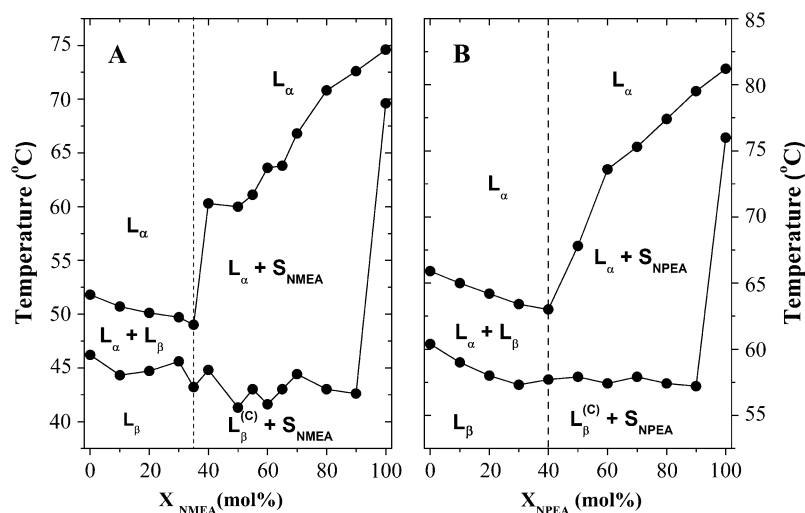 A
B
Temperature (°C)
75
70
65
60
55
50
45
40
Lα
Lα
Lα + SNMEA
Lα + Lβ
Lβ
Lβ(C) + SNMEA
0 20 40 60 80 100
XNMEA (mol%)
Lα
Lα
Lα + SNPEA
Lα + Lβ
Lβ
Lβ(C) + SNPEA
0 20 40 60 80 100
XNPEA (mol%)
85
80
75
70
65
60
55
Temperature (°C)